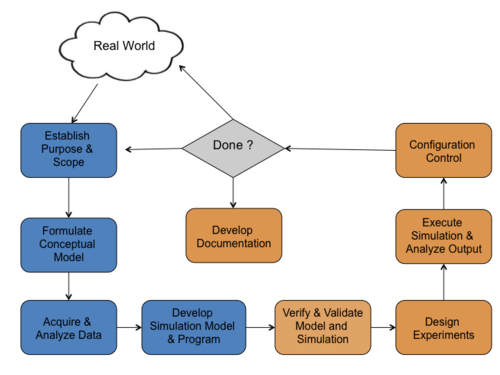 Real World
Establish
Purpose &
Scope
Done ?
Configuration
Control
Formulate
Conceptual
Model
Develop
Documentation
Execute
Simulation &
Analyze Output
Acquire &
Analyze Data
Develop
Simulation Model
& Program
Verify & Validate
Model and
Simulation
Design
Experiments